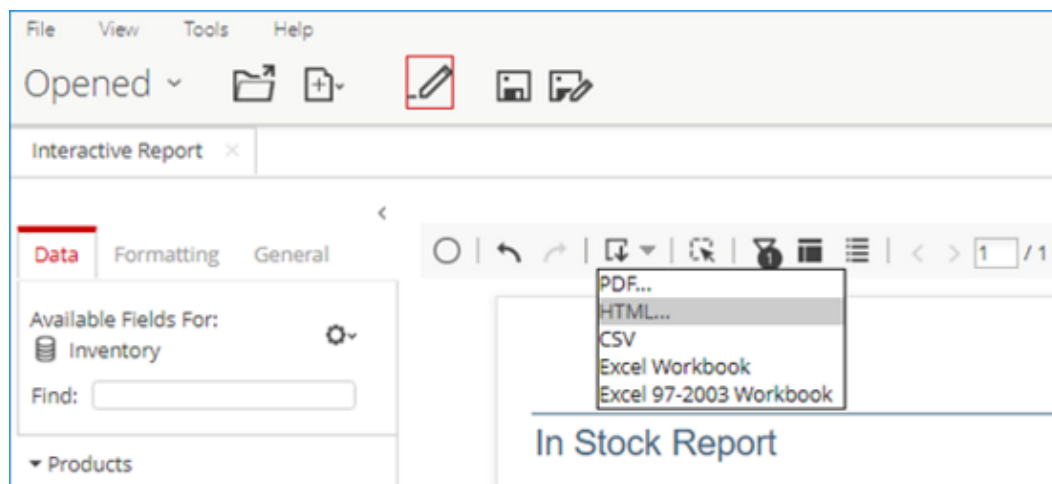 File View Tools Help
Opened
Interactive Report
Data Formatting General
1
1 / 1
PDF...
HTML...
CSV
Excel Workbook
Excel 97-2003 Workbook
Available Fields For:
Inventory
Find:
Products
In Stock Report